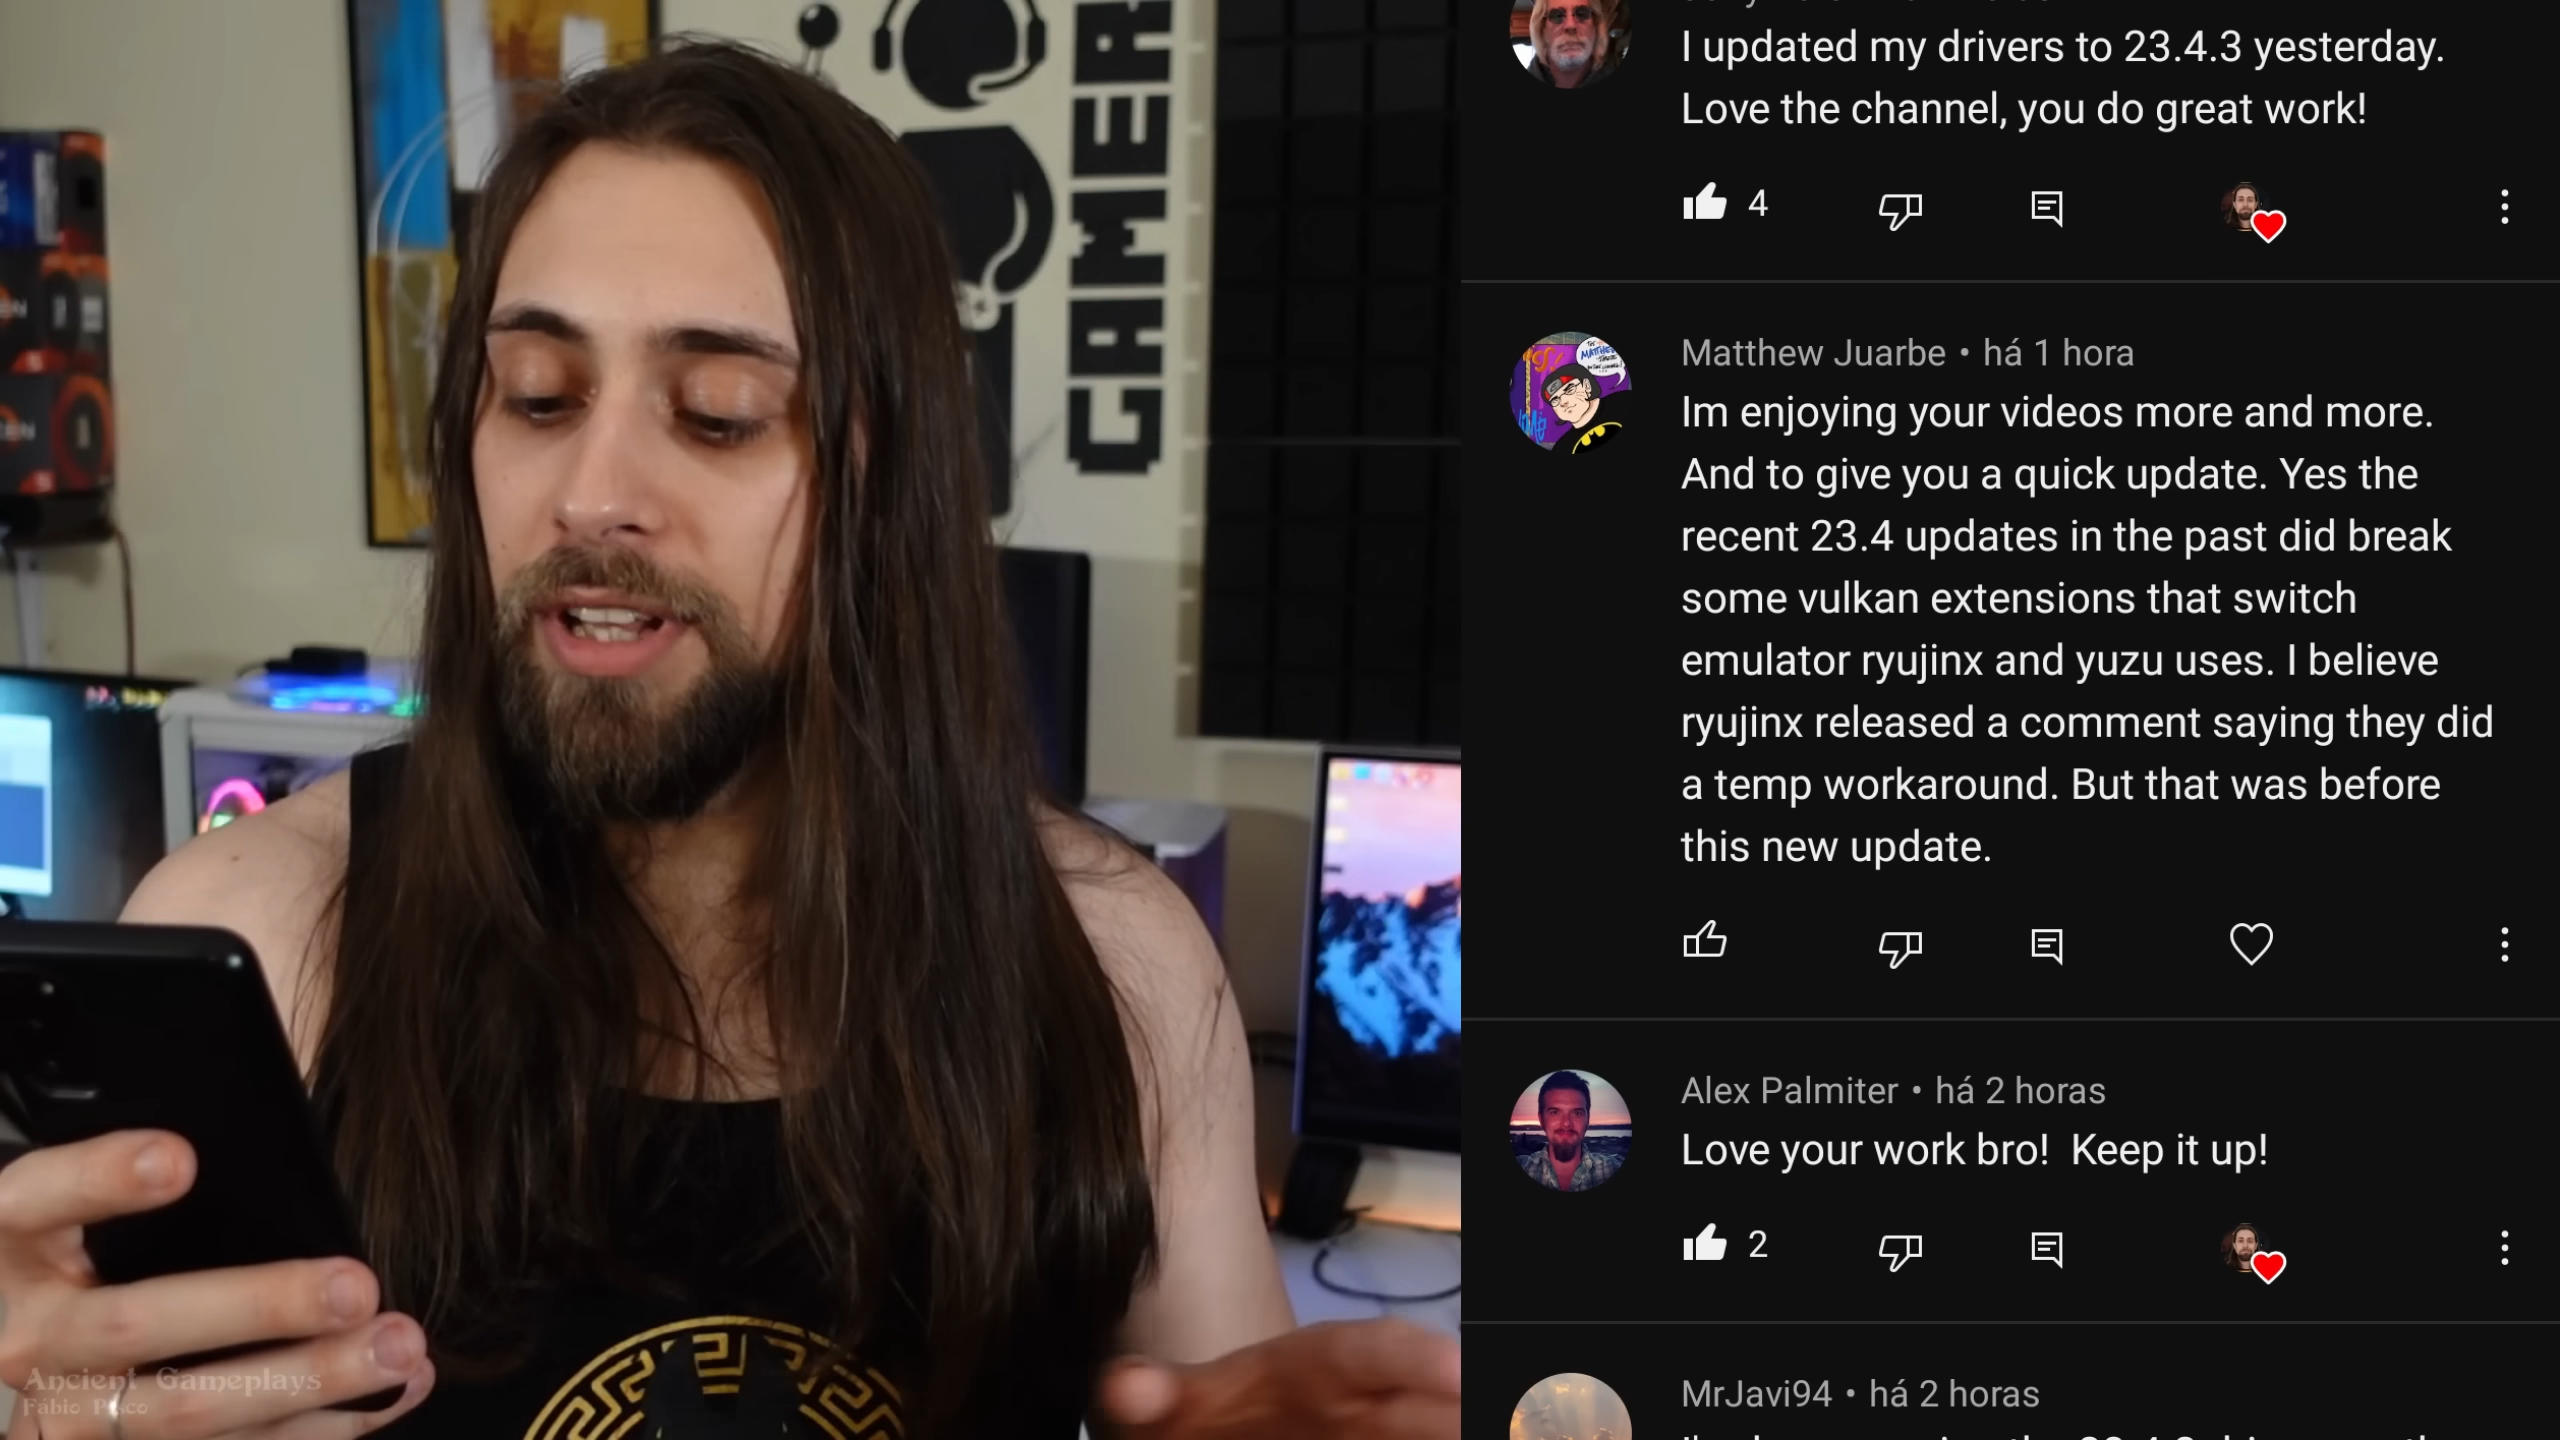 GAMER
I updated my drivers to 23.4.3 yesterday.
Love the channel, you do great work!
4
Matthew Juarbe • há 1 hora
Im enjoying your videos more and more.
And to give you a quick update. Yes the
recent 23.4 updates in the past did break
some vulkan extensions that switch
emulator ryujinx and yuzu uses. I believe
ryujinx released a comment saying they did
a temp workaround. But that was before
this new update.
Alex Palmiter • há 2 horas
Love your work bro!  Keep it up!
2
MrJavi94 • há 2 horas
Ancient Gameplays
Fábio